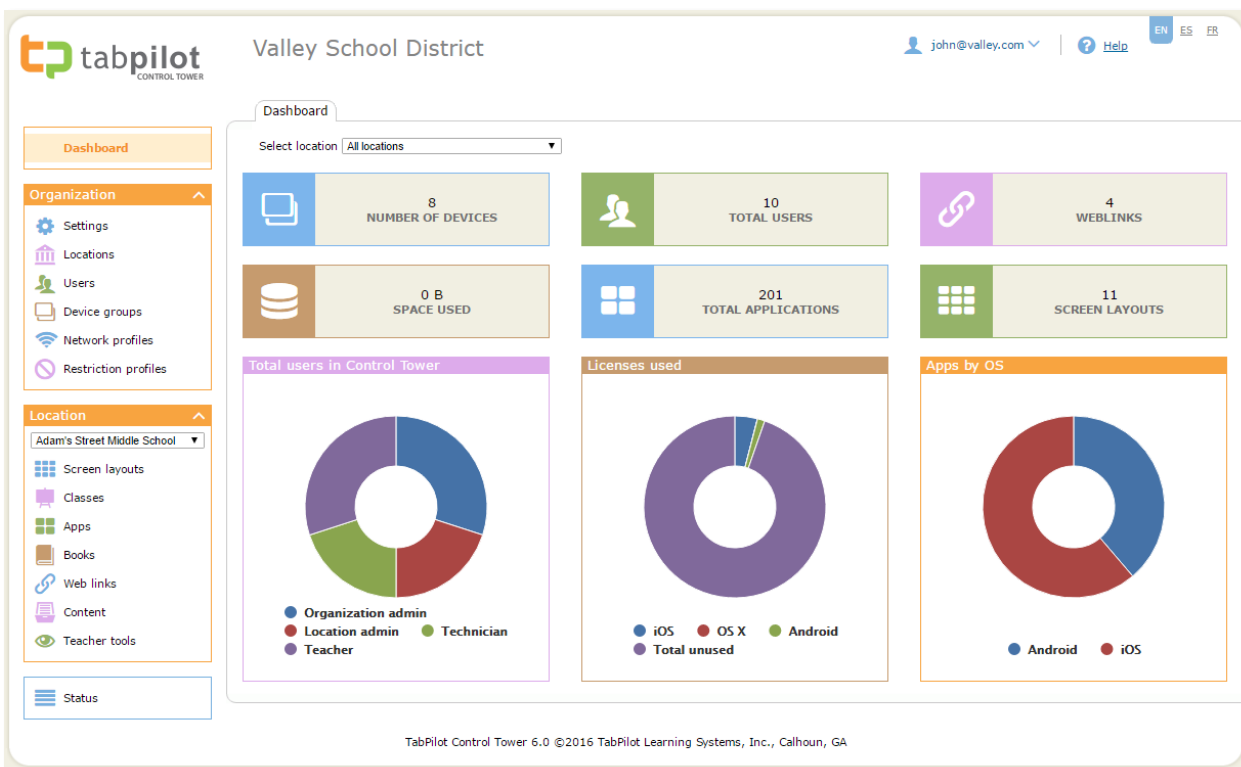 tabpilot
CONTROL TOWER
Valley School District
john@valley.com
Help
EN ES FR
Dashboard
Organization
Settings
Locations
Users
Device groups
Network profiles
Restriction profiles
Location
Adam's Street Middle School
Screen layouts
Classes
Apps
Books
Web links
Content
Teacher tools
Status
Dashboard
Select location All locations
8
NUMBER OF DEVICES
10
TOTAL USERS
4
WEBLINKS
0 B
SPACE USED
201
TOTAL APPLICATIONS
11
SCREEN LAYOUTS
Total users in Control Tower
Organization admin
Location admin Technician
Teacher
Licenses used
iOS OS X Android
Total unused
Apps by OS
Android iOS
TabPilot Control Tower 6.0 ©2016 TabPilot Learning Systems, Inc., Calhoun, GA